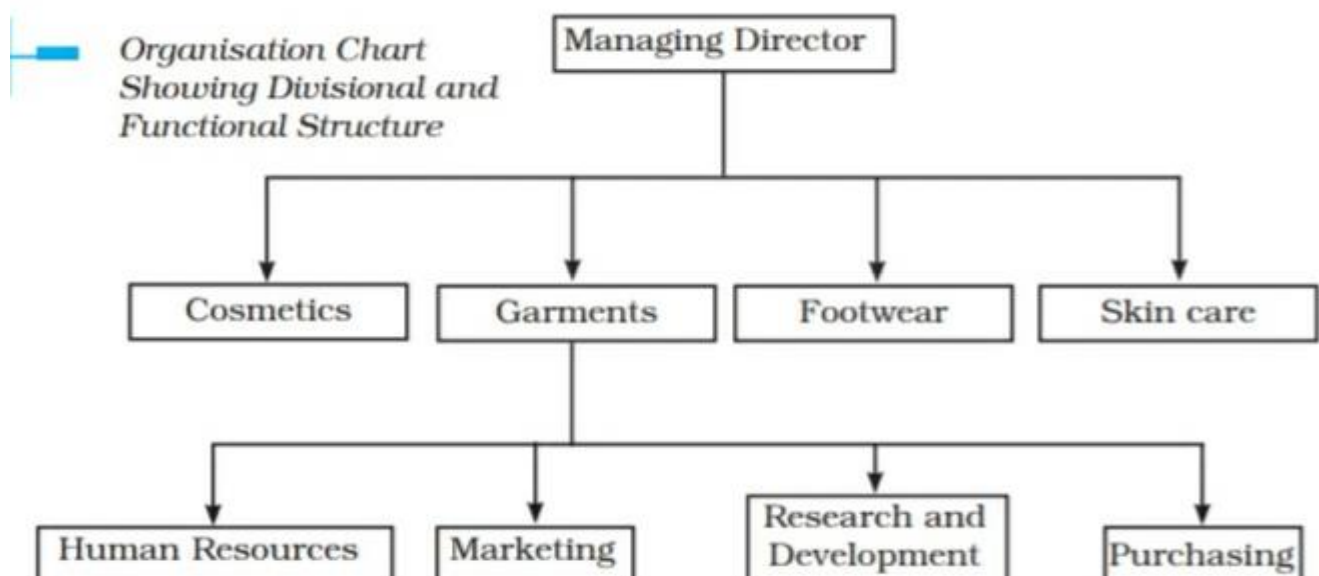 Organisation Chart
Showing Divisional and
Functional Structure
Managing Director
Cosmetics
Garments
Footwear
Skin care
Human Resources
Marketing
Research and
Development
Purchasing